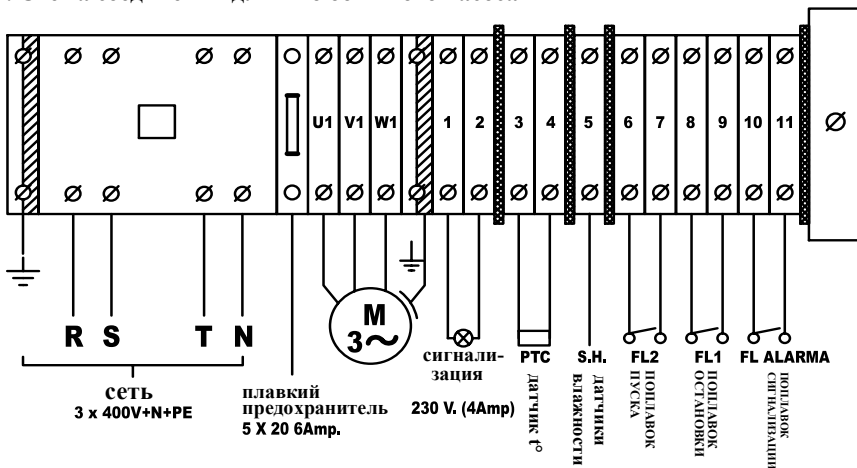 U1 V1 W1 1 2 3 4 5 6 7 8 9 10 11
M
3~
R S T N
сеть
3 x 400V+N+PE
плавкий
предохранитель
5 X 20 6Amp.
сигнали-
зация
230 V. (4Amp)
PTC
датчик t°
S.H.
датчики
влажности
FL2
ПОПЛАВОК
ПУСКА
FL1
ПОПЛАВОК
ОСТАНОВКИ
FL ALARMA
ПОПЛАВОК
СИГНАЛИЗАЦИИ